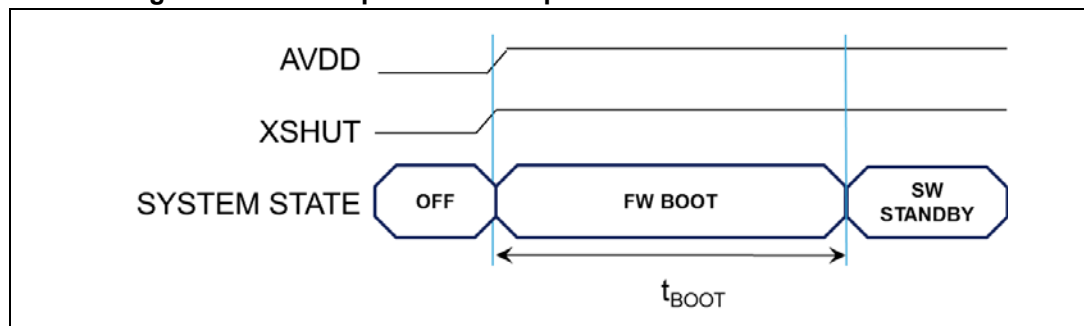 AVDD
XSHUT
SYSTEM STATE
OFF
FW BOOT
SW
STANDBY
tBOOT